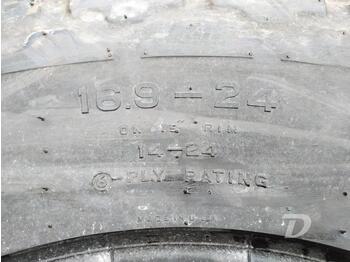 16.9-24
ON 15 RIM
14-24
6-PLY RATING
D